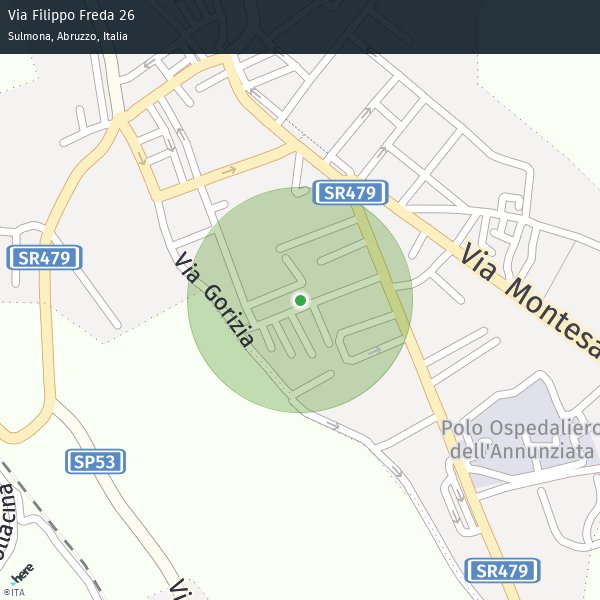 Via Filippo Freda 26
Sulmona, Abruzzo, Italia
SR479
SR479
Via Gorizia
Via Montesa
Polo Ospedaliero
dell'Annunziata
SP53
SR479
here
©ITA